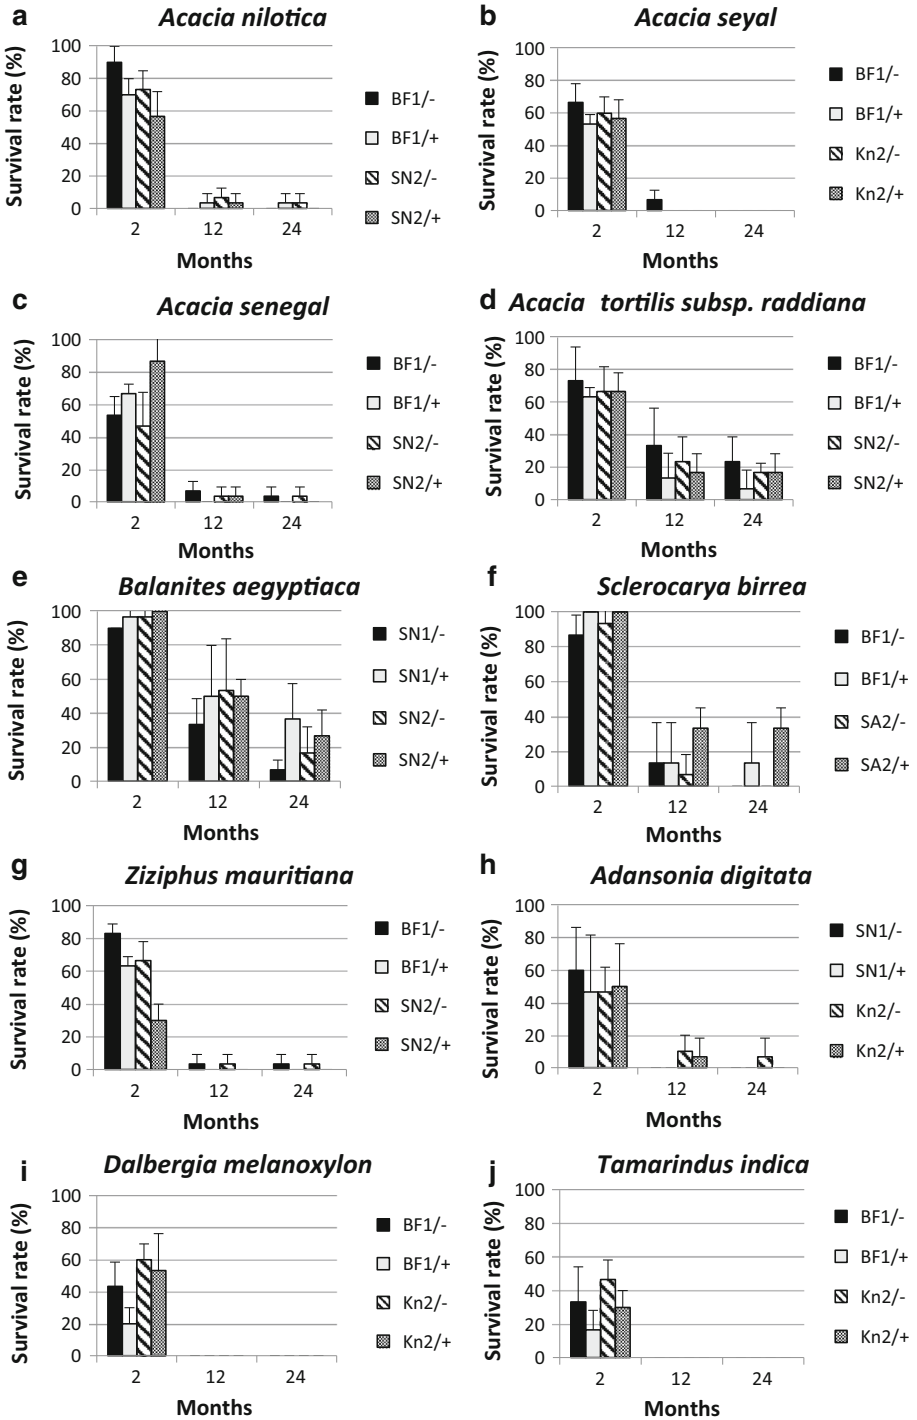 a Acacia nilotica
Survival rate (%)
100
80
60
40
20
0
2 12 24
Months
BF1/-
BF1/+
SN2/-
SN2/+
b Acacia seyal
Survival rate (%)
100
80
60
40
20
0
2 12 24
Months
BF1/-
BF1/+
Kn2/-
Kn2/+
c Acacia senegal
Survival rate (%)
100
80
60
40
20
0
2 12 24
Months
BF1/-
BF1/+
SN2/-
SN2/+
d Acacia tortilis subsp. raddiana
Survival rate (%)
100
80
60
40
20
0
2 12 24
Months
BF1/-
BF1/+
SN2/-
SN2/+
e Balanites aegyptiaca
Survival rate (%)
100
80
60
40
20
0
2 12 24
Months
SN1/-
SN1/+
SN2/-
SN2/+
f Sclerocarya birrea
Survival rate (%)
100
80
60
40
20
0
2 12 24
Months
BF1/-
BF1/+
SA2/-
SA2/+
g Ziziphus mauritiana
Survival rate (%)
100
80
60
40
20
0
2 12 24
Months
BF1/-
BF1/+
SN2/-
SN2/+
h Adansonia digitata
Survival rate (%)
100
80
60
40
20
0
2 12 24
Months
SN1/-
SN1/+
Kn2/-
Kn2/+
i Dalbergia melanoxylon
Survival rate (%)
100
80
60
40
20
0
2 12 24
Months
BF1/-
BF1/+
Kn2/-
Kn2/+
j Tamarindus indica
Survival rate (%)
100
80
60
40
20
0
2 12 24
Months
BF1/-
BF1/+
Kn2/-
Kn2/+